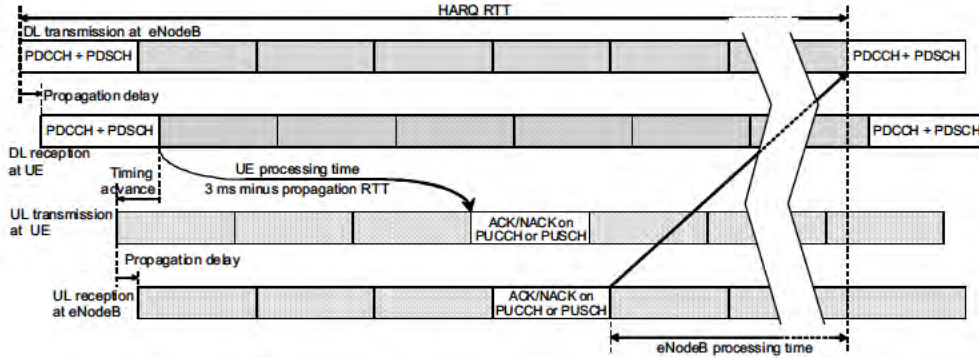 HARQ RTT
DL transmission at eNodeB
PDCCH + PDSCH
PDCCH + PDSCH
Propagation delay
PDCCH + PDSCH
PDCCH + PDSCH
DL reception
at UE
Timing
advance
UE processing time
3 ms minus propagation RTT
UL transmission
at UE
ACK/NACK on
PUCCH or PUSCH
Propagation delay
UL reception
at eNodeB
ACK/NACK on
PUCCH or PUSCH
eNodeB processing time